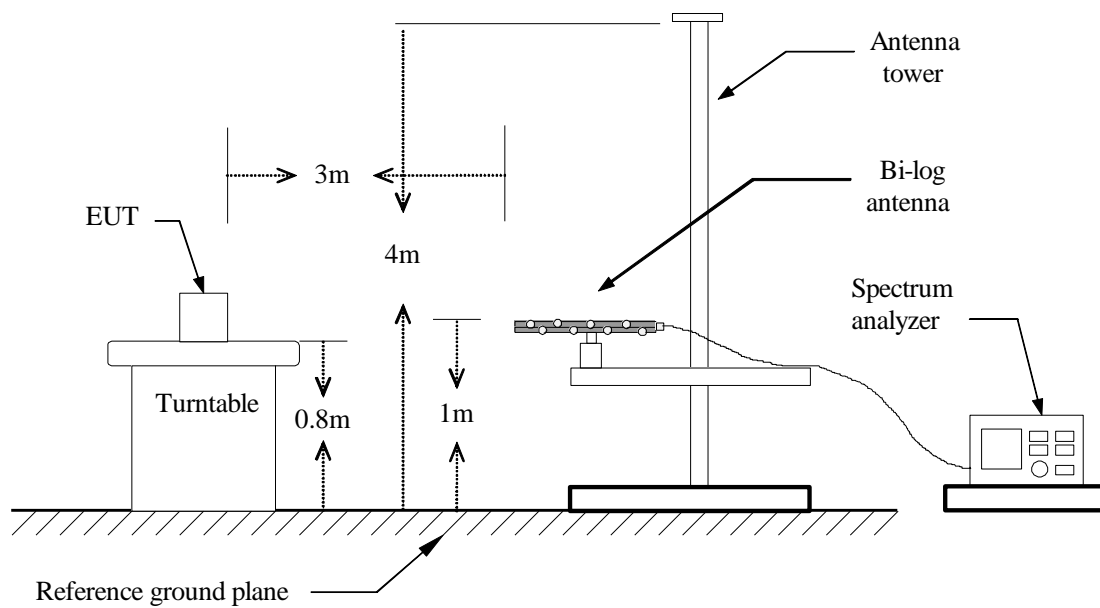 Antenna
tower
3m
Bi-log
antenna
EUT
4m
Spectrum
analyzer
Turntable
0.8m
1m
Reference ground plane